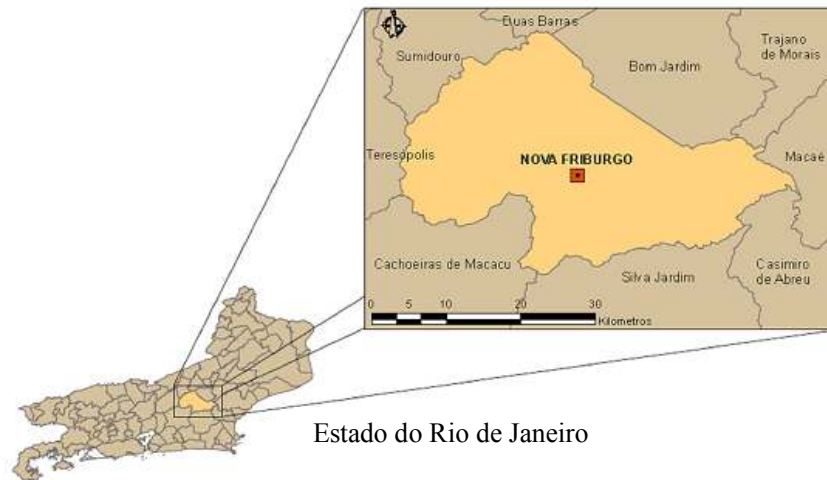 Duas Barras
Sumidouro
Trajano
de Morais
Bom Jardim
Teresópolis
NOVA FRIBURGO
Macaé
Cachoeiras de Macacu
Silva Jardim
Casimiro
de Abreu
0 5 10 20 30
Kilometros
Estado do Rio de Janeiro